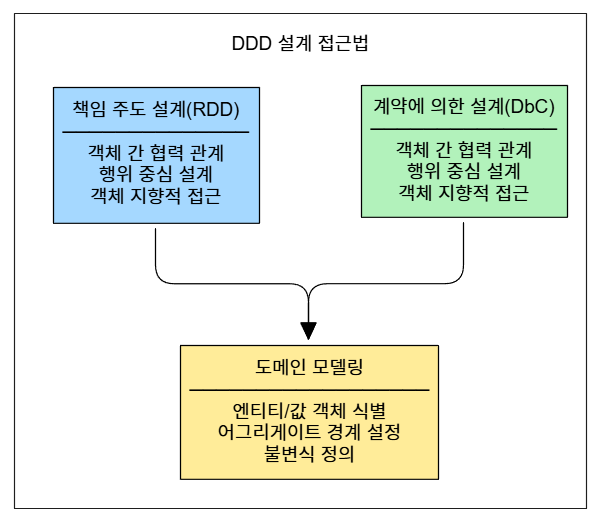 DDD 설계 접근법
책임 주도 설계(RDD)
객체 간 협력 관계
행위 중심 설계
객체 지향적 접근
계약에 의한 설계(DbC)
객체 간 협력 관계
행위 중심 설계
객체 지향적 접근
도메인 모델링
엔티티/값 객체 식별
어그리게이트 경계 설정
불변식 정의